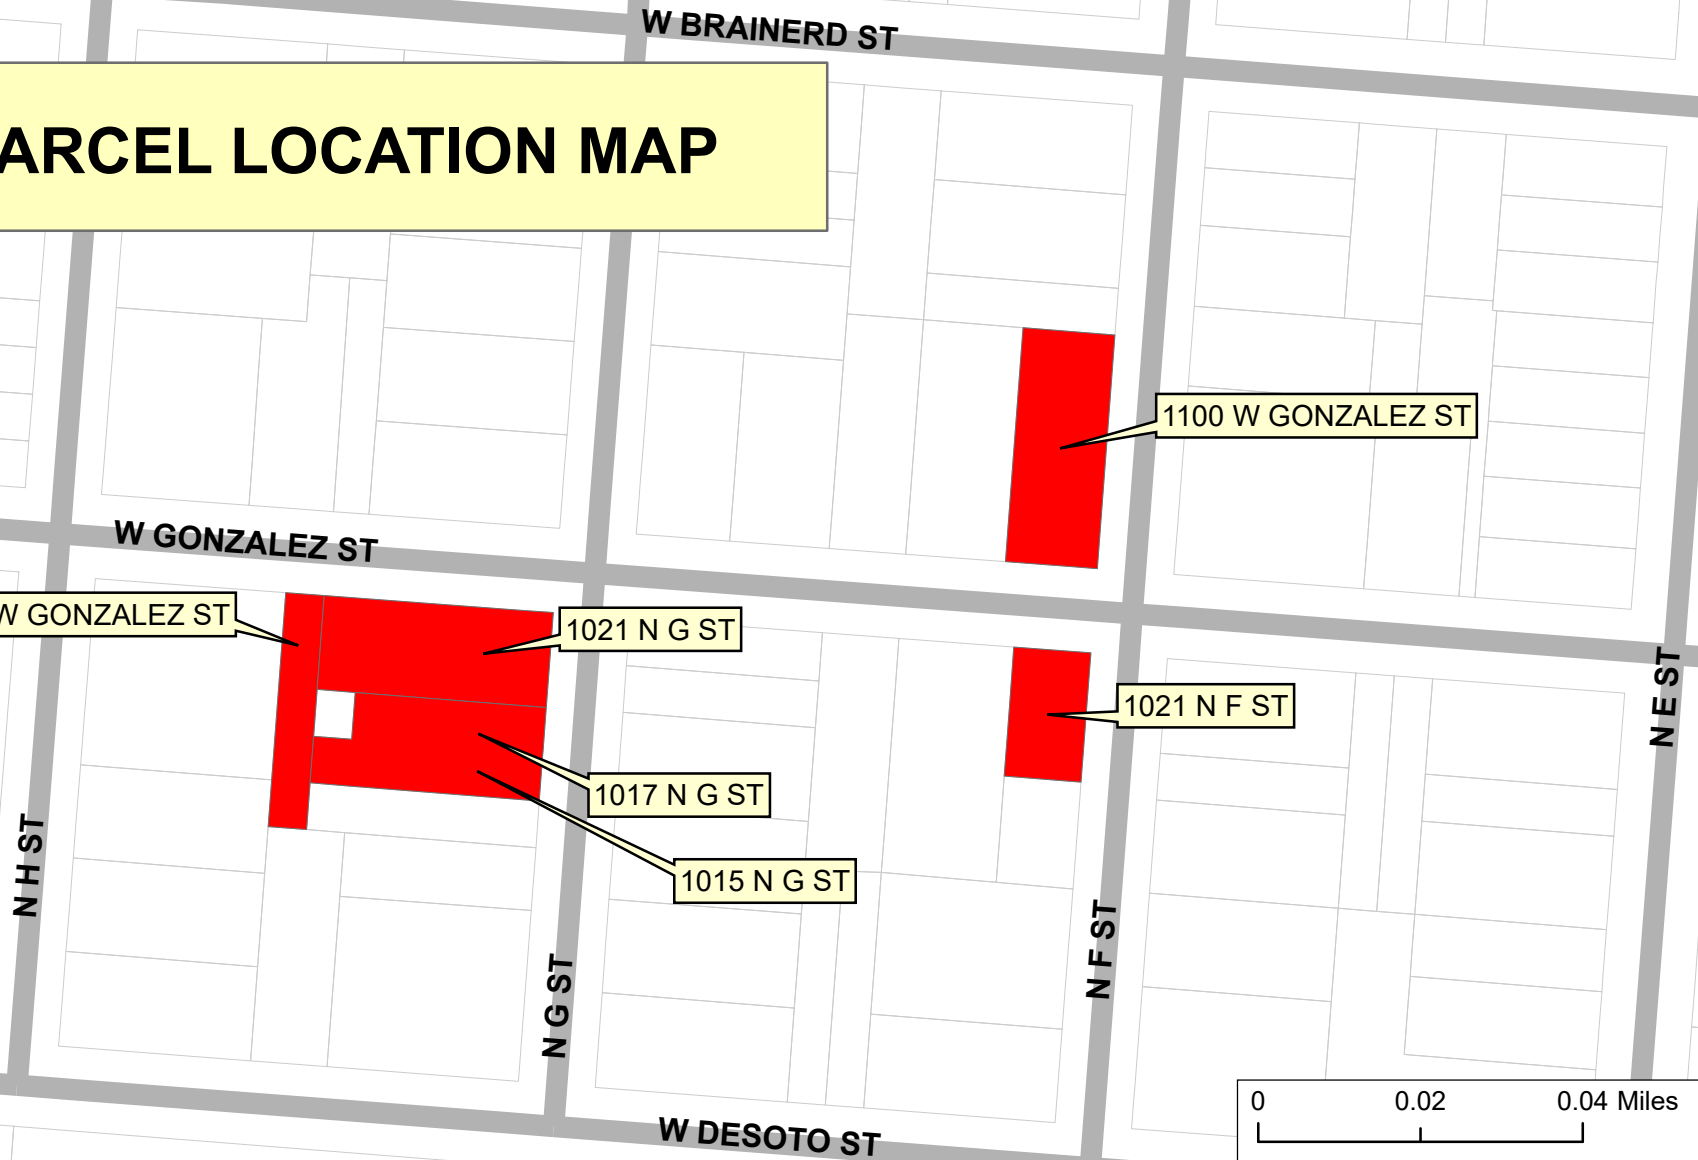 W BRAINERD ST
ARCEL LOCATION MAP
1100 W GONZALEZ ST
W GONZALEZ ST
W GONZALEZ ST
1021 N G ST
N E ST
1021 N F ST
1017 N G ST
N H ST
1015 N G ST
N F ST
N G ST
0 0.02 0.04 Miles
W DESOTO ST